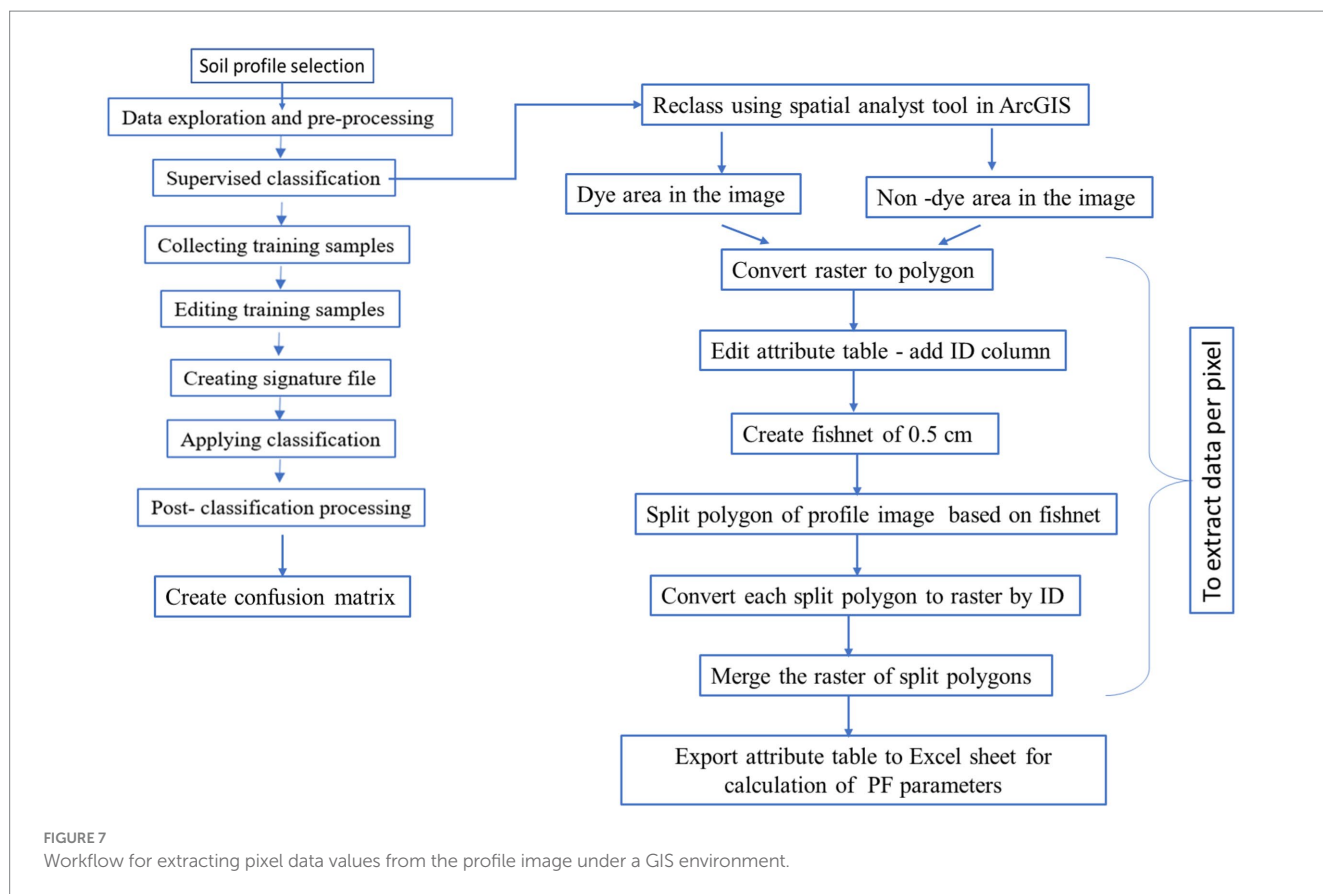 Soil profile selection
Data exploration and pre-processing
Supervised classification
Collecting training samples
Editing training samples
Creating signature file
Applying classification
Post- classification processing
Create confusion matrix
Reclass using spatial analyst tool in ArcGIS
Dye area in the image
Non -dye area in the image
Convert raster to polygon
Edit attribute table - add ID column
Create fishnet of 0.5 cm
Split polygon of profile image based on fishnet
Convert each split polygon to raster by ID
Merge the raster of split polygons
Export attribute table to Excel sheet for
calculation of PF parameters
To extract data per pixel
FIGURE 7
Workflow for extracting pixel data values from the profile image under a GIS environment.